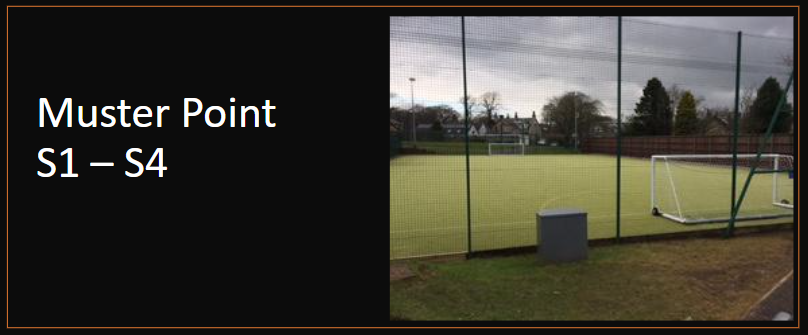 Muster Point
S1 – S4